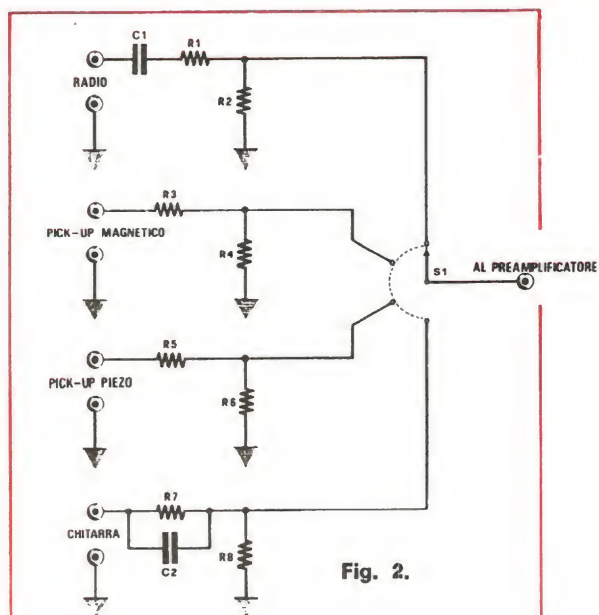 C1
R1
RADIO
R2
R3
PICK-UP MAGNETICO
R4
S1
AL PREAMPLIFICATORE
R5
PICK-UP PIEZO
R6
R7
CHITARRA
C2
R8
Fig. 2.